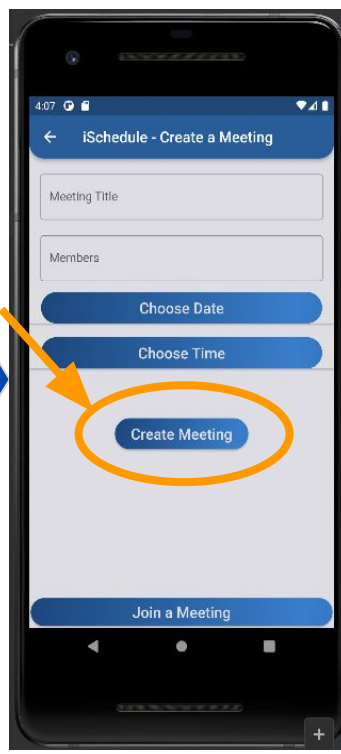 4:07
iSchedule - Create a Meeting
Meeting Title
Members
Choose Date
Choose Time
Create Meeting
Join a Meeting